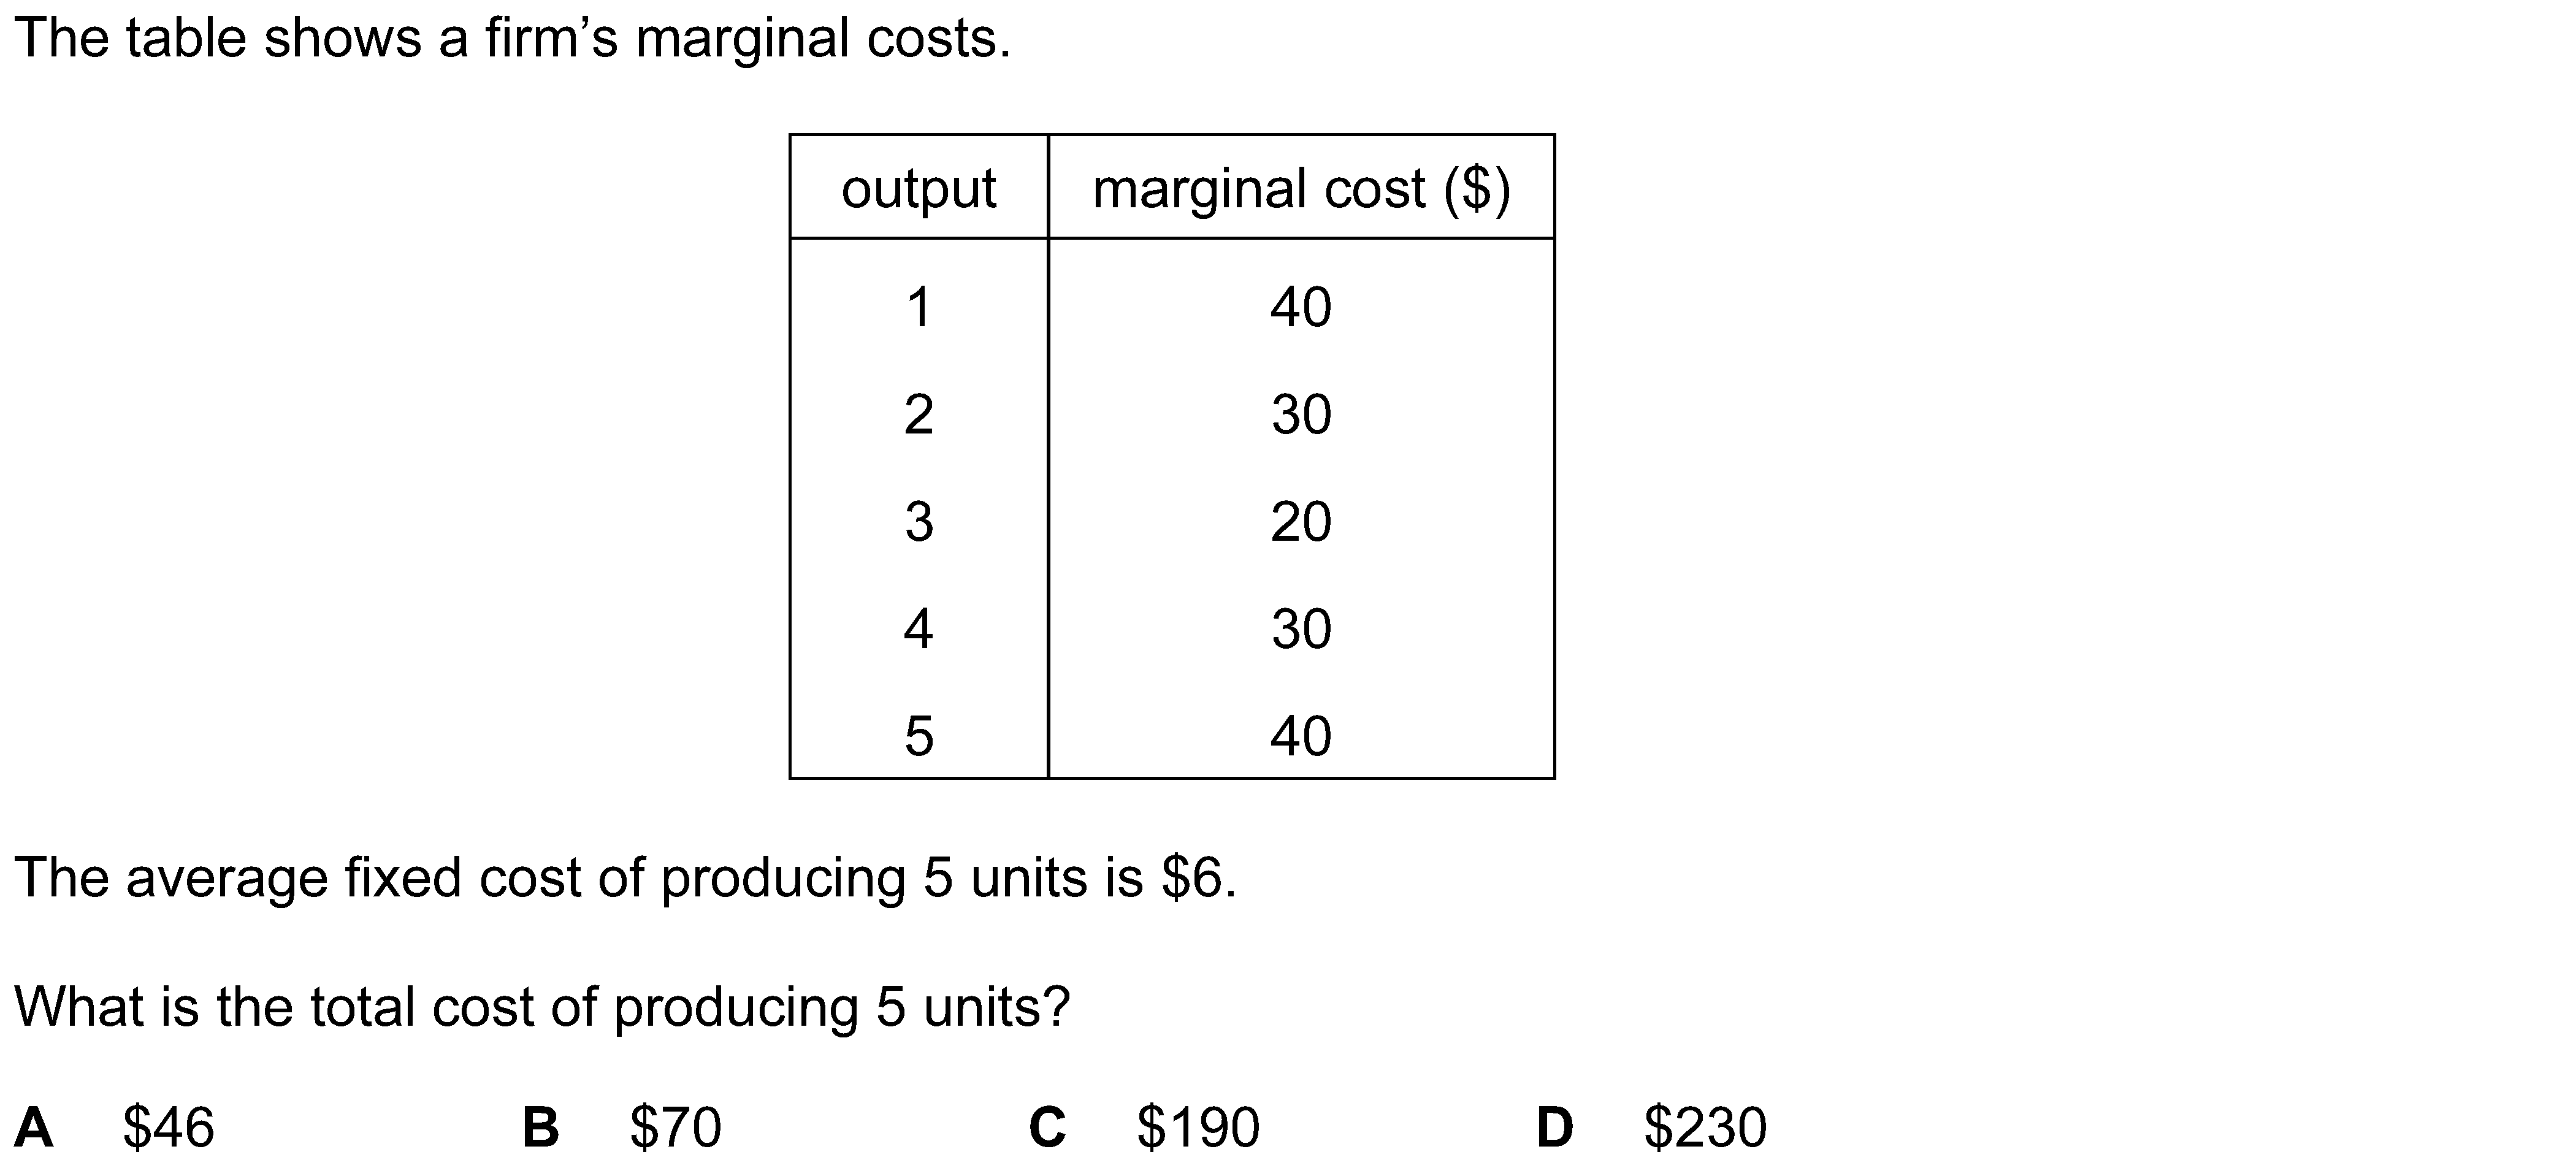 The table shows a firm’s marginal costs.
output marginal cost ($)
1 40
2 30
3 20
4 30
5 40
The average fixed cost of producing 5 units is $6.
What is the total cost of producing 5 units?
A $46 B $70 C $190 D $230